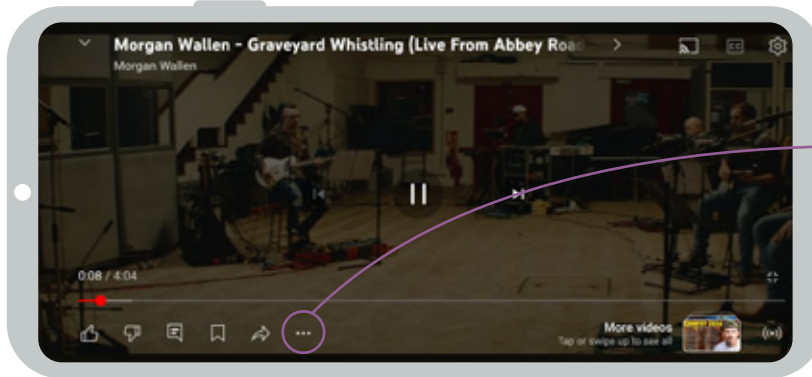 Morgan Wallen - Graveyard Whistling (Live From Abbey Road
Morgan Wallen
CC
0:08 / 4:04
More videos
Tap or swipe up to see all